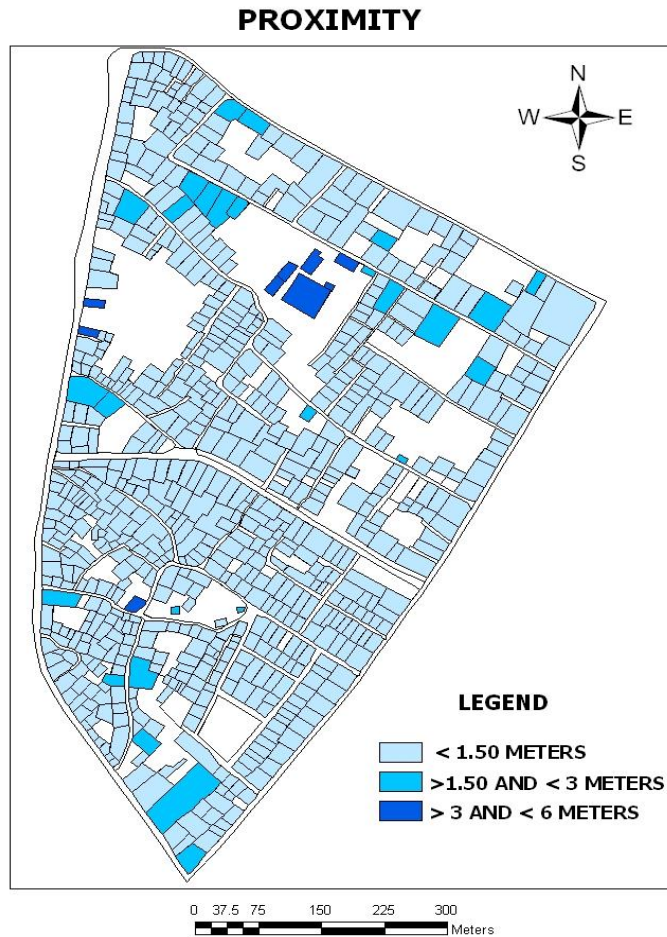 PROXIMITY
N
W E
S
LEGEND
< 1.50 METERS
>1.50 AND < 3 METERS
> 3 AND < 6 METERS
0 37.5 75 150 225 300
Meters